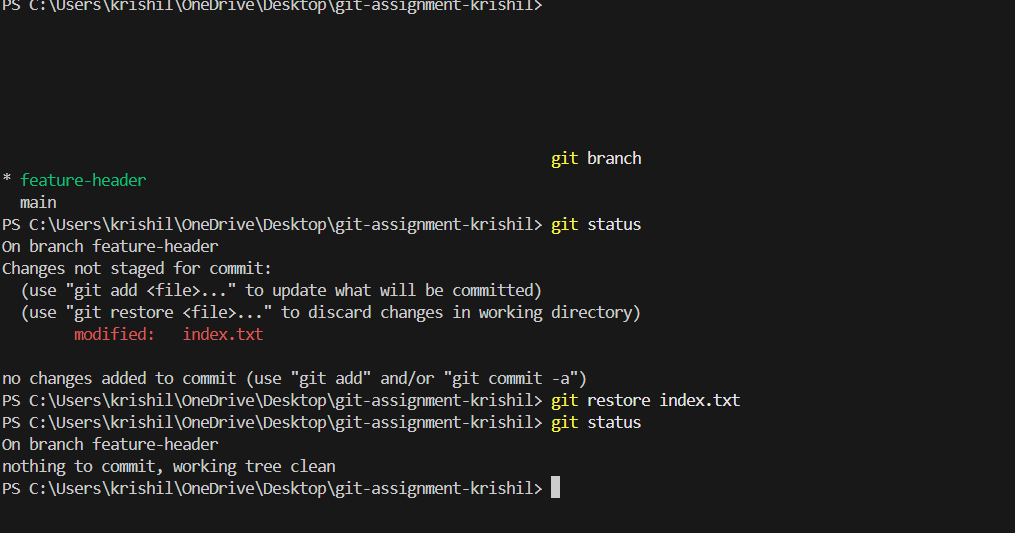 PS C:\Users\krishil\OneDrive\Desktop\git-assignment-krishil>
git branch
* feature-header
main
PS C:\Users\krishil\OneDrive\Desktop\git-assignment-krishil> git status
On branch feature-header
Changes not staged for commit:
(use "git add <file>..." to update what will be committed)
(use "git restore <file>..." to discard changes in working directory)
modified: index.txt
no changes added to commit (use "git add" and/or "git commit -a")
PS C:\Users\krishil\OneDrive\Desktop\git-assignment-krishil> git restore index.txt
PS C:\Users\krishil\OneDrive\Desktop\git-assignment-krishil> git status
On branch feature-header
nothing to commit, working tree clean
PS C:\Users\krishil\OneDrive\Desktop\git-assignment-krishil>